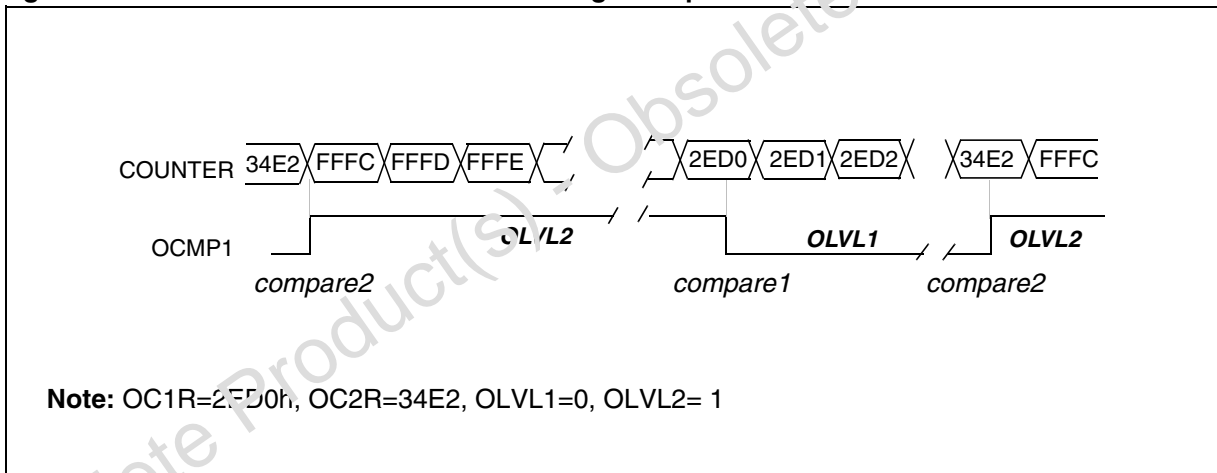 COUNTER 34E2 FFFC FFFD FFFE 2ED0 2ED1 2ED2 34E2 FFFC
OCMP1 OLVL2 OLVL1 OLVL2
compare2 compare1 compare2
Note: OC1R=2ED0h, OC2R=34E2, OLVL1=0, OLVL2= 1
Product(s) - Obsolete